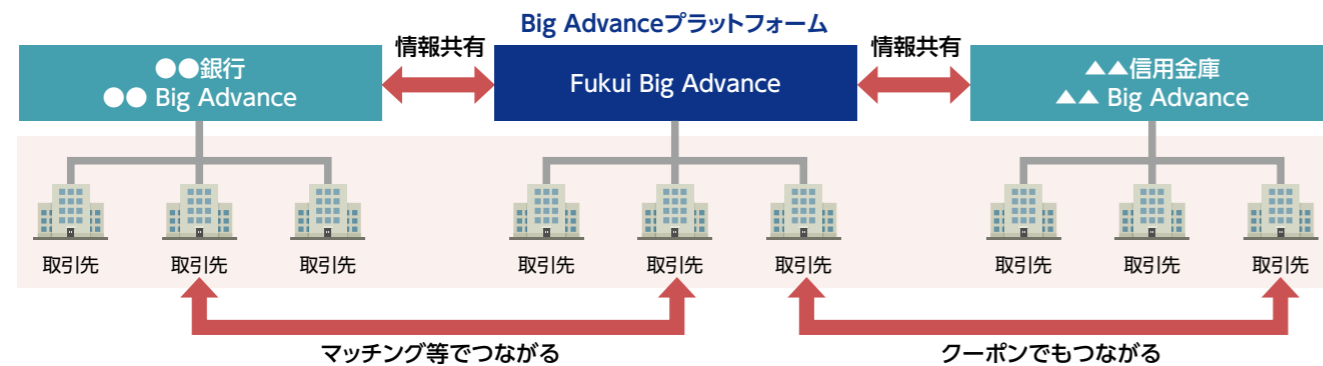 Big Advanceプラットフォーム
●●銀行
●● Big Advance
情報共有
Fukui Big Advance
情報共有
▲▲信用金庫
▲▲ Big Advance
取引先
取引先
取引先
取引先
取引先
取引先
取引先
取引先
取引先
マッチング等でつながる
クーポンでもつながる